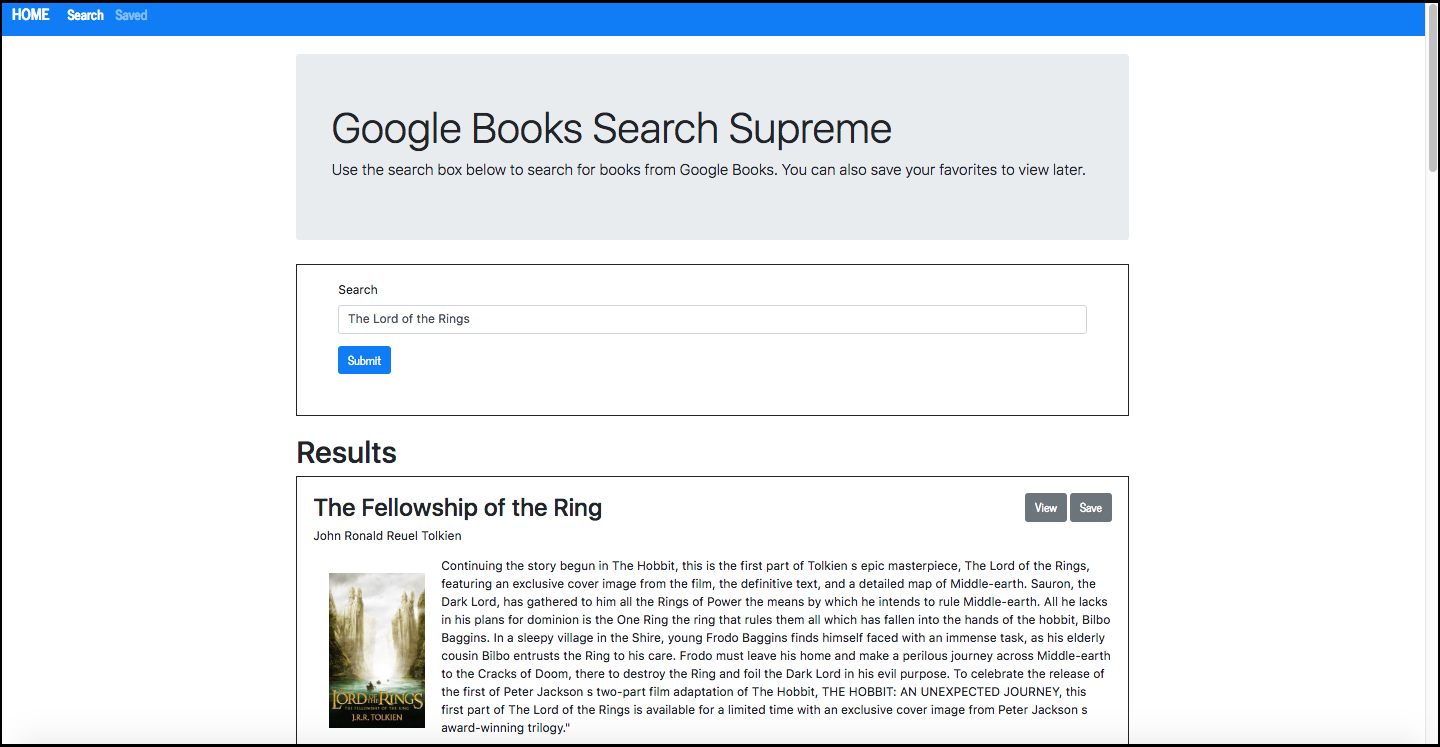 HOME Search Saved
Google Books Search Supreme
Use the search box below to search for books from Google Books. You can also save your favorites to view later.
Search
The Lord of the Rings
Submit
Results
The Fellowship of the Ring
View Save
John Ronald Reuel Tolkien
Continuing the story begun in The Hobbit, this is the first part of Tolkien s epic masterpiece, The Lord of the Rings,
featuring an exclusive cover image from the film, the definitive text, and a detailed map of Middle-earth. Sauron, the
Dark Lord, has gathered to him all the Rings of Power the means by which he intends to rule Middle-earth. All he lacks
in his plans for dominion is the One Ring the ring that rules them all which has fallen into the hands of the hobbit, Bilbo
Baggins. In a sleepy village in the Shire, young Frodo Baggins finds himself faced with an immense task, as his elderly
cousin Bilbo entrusts the Ring to his care. Frodo must leave his home and make a perilous journey across Middle-earth
to the Cracks of Doom, there to destroy the Ring and foil the Dark Lord in his evil purpose. To celebrate the release of
the first of Peter Jackson s two-part film adaptation of The Hobbit, THE HOBBIT: AN UNEXPECTED JOURNEY, this
first part of The Lord of the Rings is available for a limited time with an exclusive cover image from Peter Jackson s
award-winning trilogy."
LORD OF THE RINGS
THE FELLOWSHIP OF THE RING
J.R.R. TOLKIEN